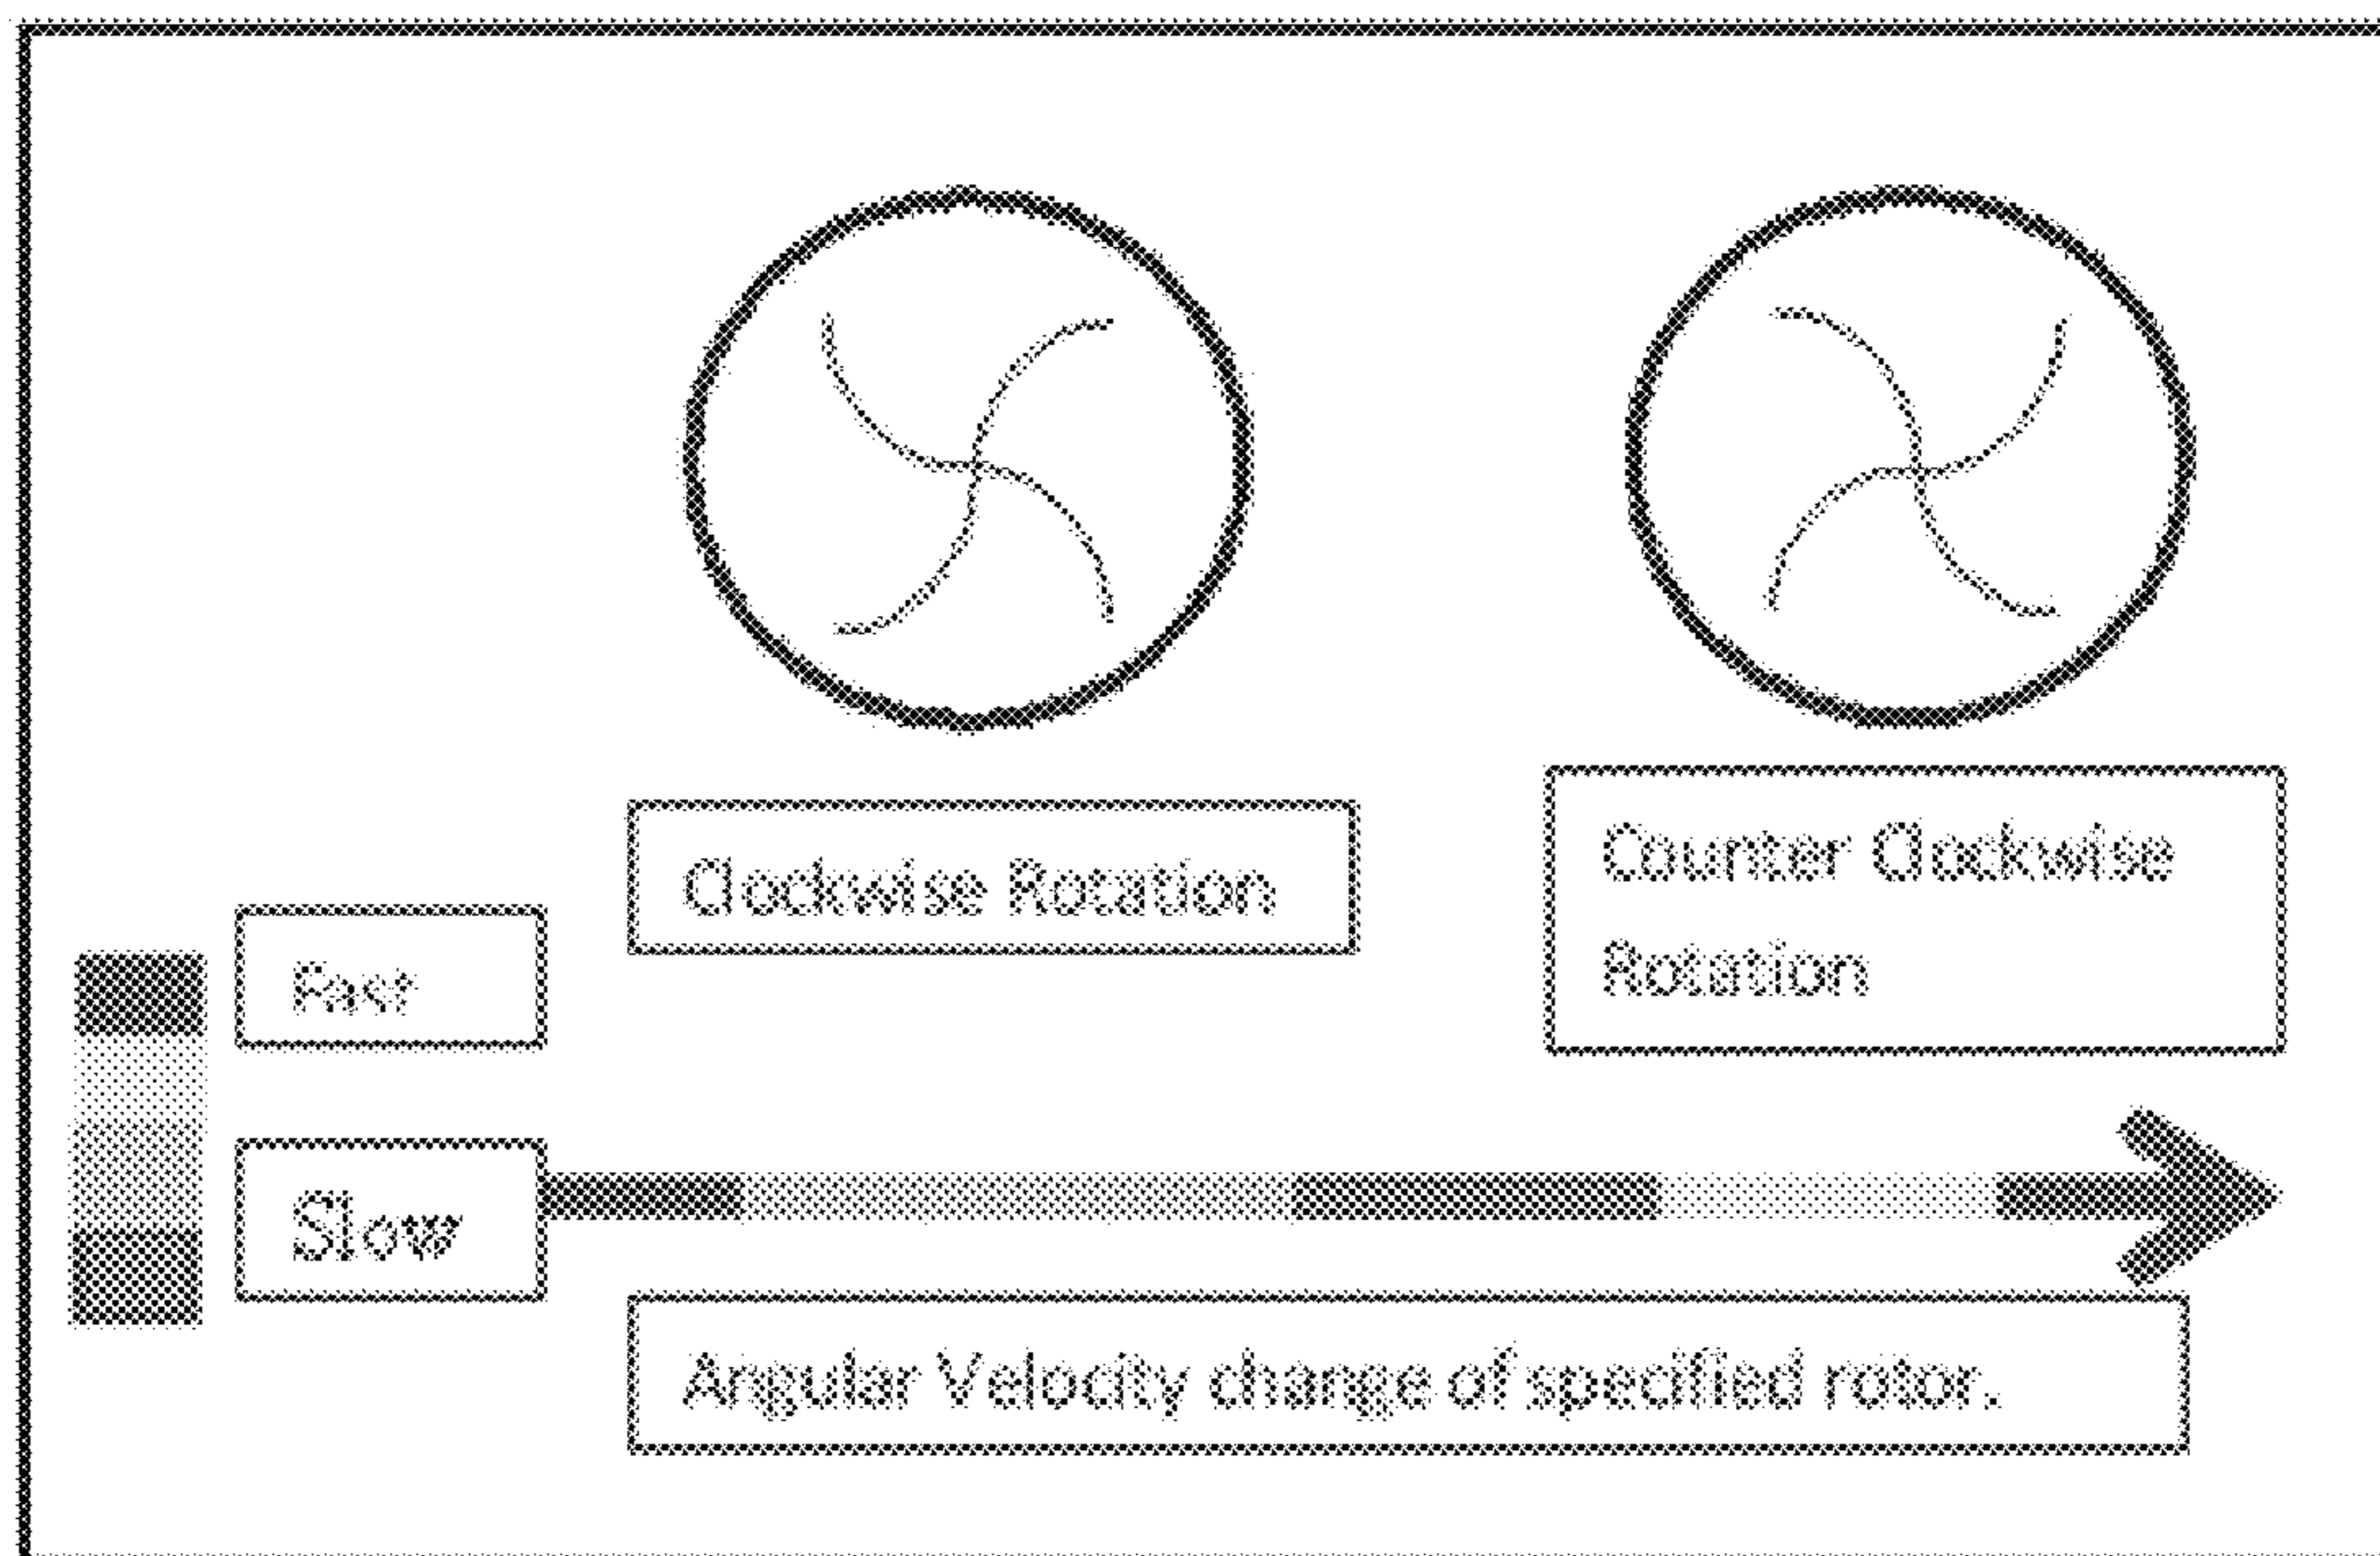 Clockwise Rotation
Counter Clockwise
Rotation
Fast
Slow
Angular Velocity change of specified rotor.